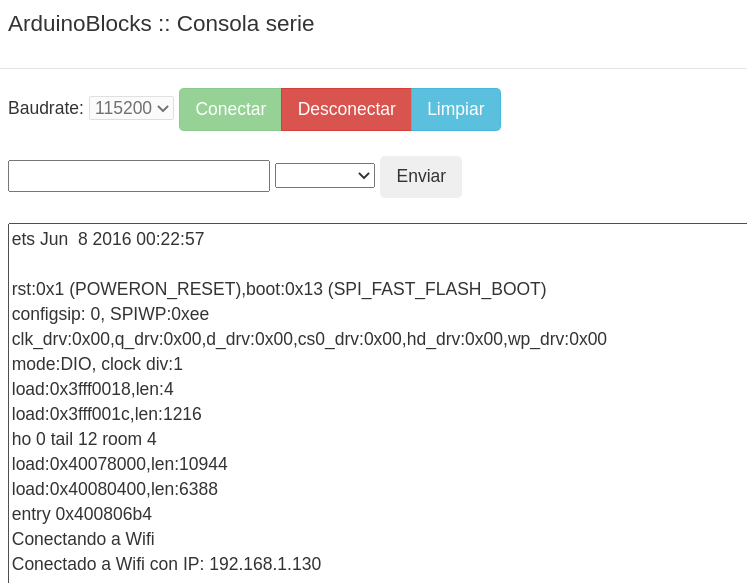 ArduinoBlocks :: Consola serie
Baudrate: 115200 Conectar Desconectar Limpiar
Enviar
ets Jun  8 2016 00:22:57
rst:0x1 (POWERON_RESET),boot:0x13 (SPI_FAST_FLASH_BOOT)
configsip: 0, SPIWP:0xee
clk_drv:0x00,q_drv:0x00,d_drv:0x00,cs0_drv:0x00,hd_drv:0x00,wp_drv:0x00
mode:DIO, clock div:1
load:0x3fff0018,len:4
load:0x3fff001c,len:1216
ho 0 tail 12 room 4
load:0x40078000,len:10944
load:0x40080400,len:6388
entry 0x400806b4
Conectando a Wifi
Conectado a Wifi con IP: 192.168.1.130